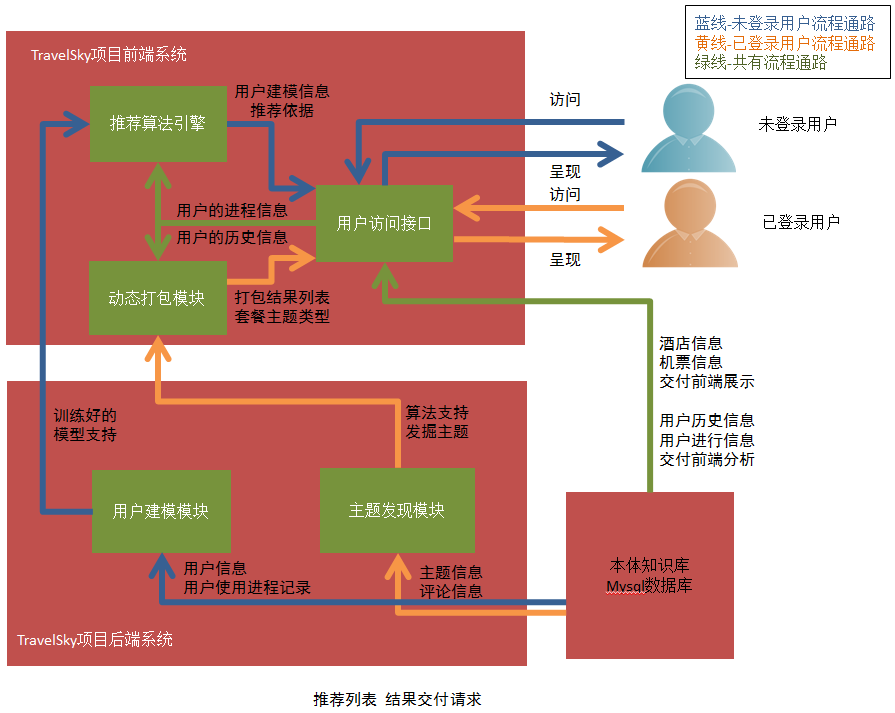 蓝线-未登录用户流程通路
黄线-已登录用户流程通路
绿线-共有流程通路
TravelSky项目前端系统
推荐算法引擎
用户建模信息
推荐依据
访问
未登录用户
呈现
访问
用户的进程信息
用户的历史信息
用户访问接口
已登录用户
呈现
动态打包模块
打包结果列表
套餐主题类型
酒店信息
机票信息
交付前端展示
用户历史信息
用户进行信息
交付前端分析
训练好的
模型支持
算法支持
发掘主题
用户建模模块
主题发现模块
用户信息
用户使用进程记录
主题信息
评论信息
本体知识库
Mysql数据库
TravelSky项目后端系统
推荐列表 结果交付请求